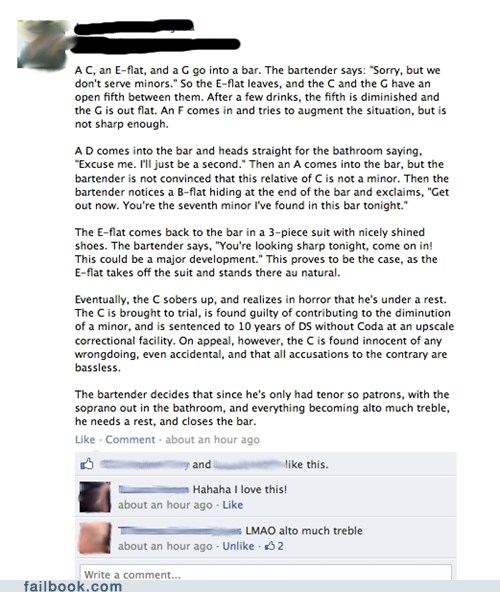 A C, an E-flat, and a G go into a bar. The bartender says: "Sorry, but we
don't serve minors." So the E-flat leaves, and the C and the G have an
open fifth between them. After a few drinks, the fifth is diminished and
the G is out flat. An F comes in and tries to augment the situation, but is
not sharp enough.
A D comes into the bar and heads straight for the bathroom saying,
"Excuse me. I'll just be a second." Then an A comes into the bar, but the
bartender is not convinced that this relative of C is not a minor. Then the
bartender notices a B-flat hiding at the end of the bar and exclaims, "Get
out now. You're the seventh minor I've found in this bar tonight."
The E-flat comes back to the bar in a 3-piece suit with nicely shined
shoes. The bartender says, "You're looking sharp tonight, come on in!
This could be a major development." This proves to be the case, as the
E-flat takes off the suit and stands there au natural.
Eventually, the C sobers up, and realizes in horror that he's under a rest.
The C is brought to trial, is found guilty of contributing to the diminution
of a minor, and is sentenced to 10 years of DS without Coda at an upscale
correctional facility. On appeal, however, the C is found innocent of any
wrongdoing, even accidental, and that all accusations to the contrary are
bassless.
The bartender decides that since he's only had tenor so patrons, with the
soprano out in the bathroom, and everything becoming alto much treble,
he needs a rest, and closes the bar.
Like · Comment · about an hour ago
and like this.
Hahaha I love this!
about an hour ago · Like
LMAO alto much treble
about an hour ago · Unlike · 2
Write a comment...
failbook.com